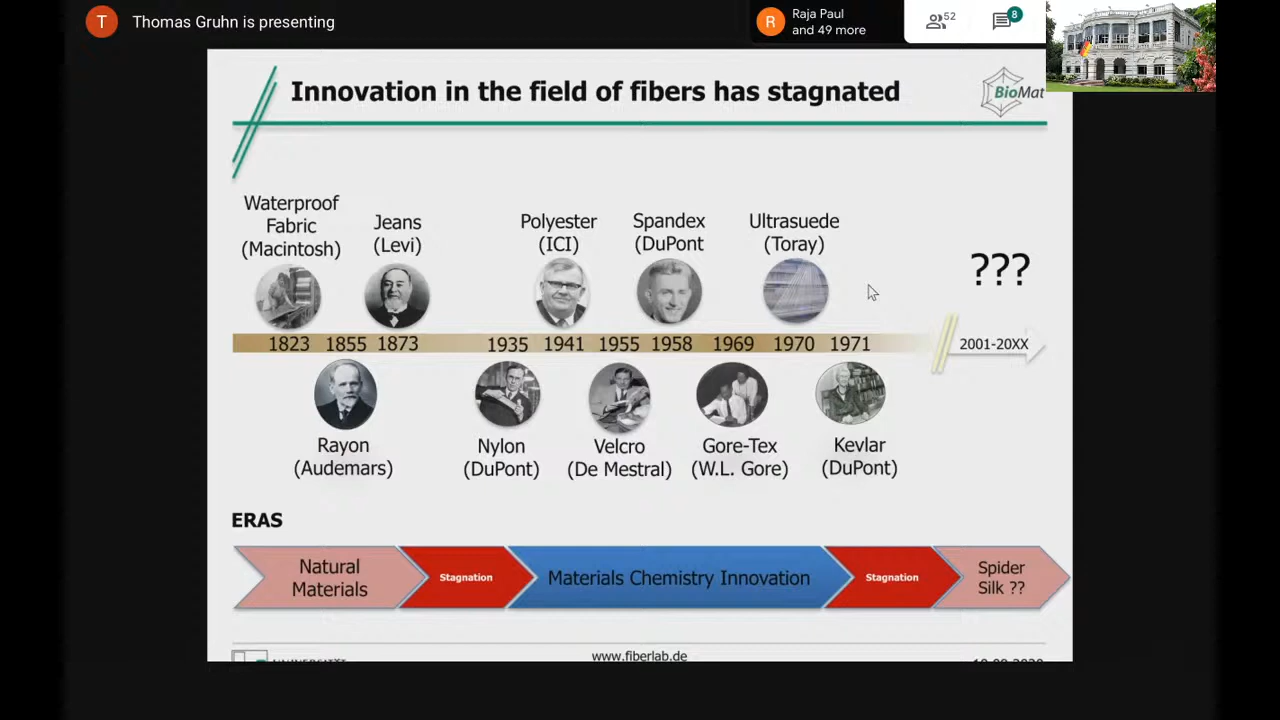 T
Thomas Gruhn is presenting
R
Raja Paul
and 49 more
52
8
Innovation in the field of fibers has stagnated
BioMat
Waterproof
Fabric
(Macintosh)
Jeans
(Levi)
Polyester
(ICI)
Spandex
(DuPont
Ultrasuede
(Toray)
???
1823 1855 1873 1935 1941 1955 1958 1969 1970 1971
2001-20XX
Rayon
(Audemars)
Nylon
(DuPont)
Velcro
(De Mestral)
Gore-Tex
(W.L. Gore)
Kevlar
(DuPont)
ERAS
Natural
Materials
Stagnation
Materials Chemistry Innovation
Stagnation
Spider
Silk ??
www.fiberlab.de